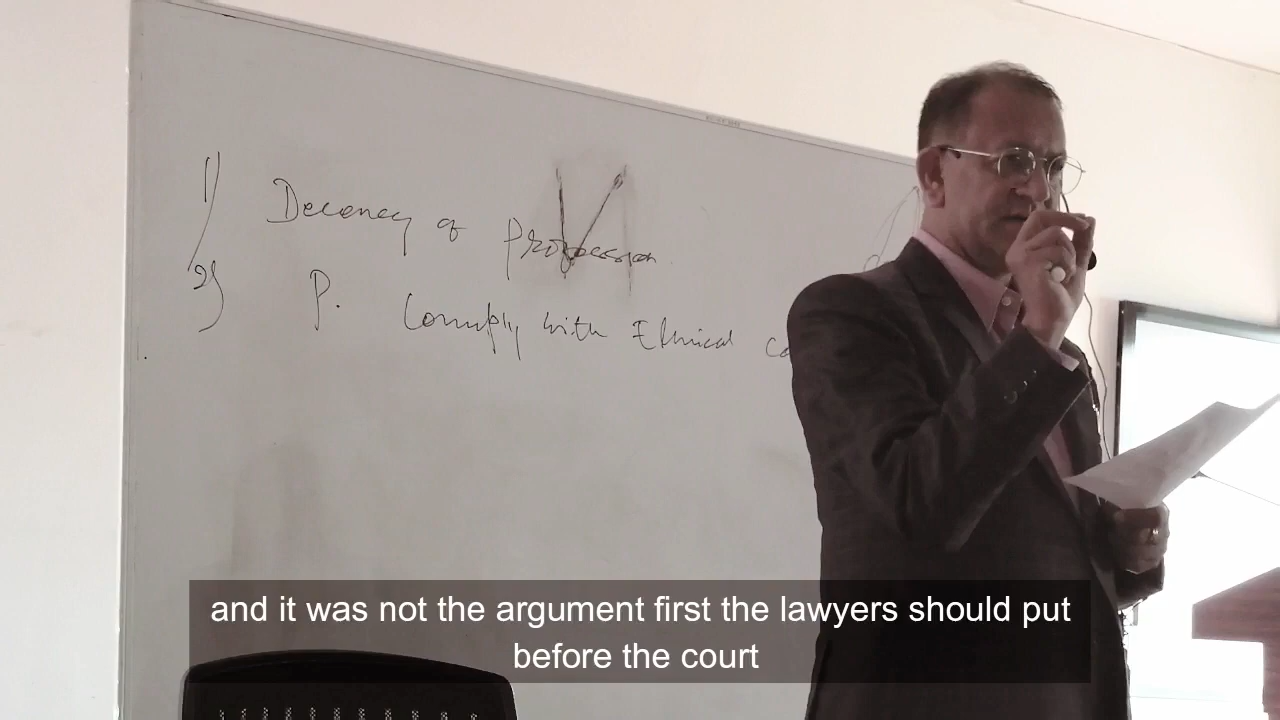 1) Decency of Profession
2) P. Comply with Ethical co
and it was not the argument first the lawyers should put
before the court